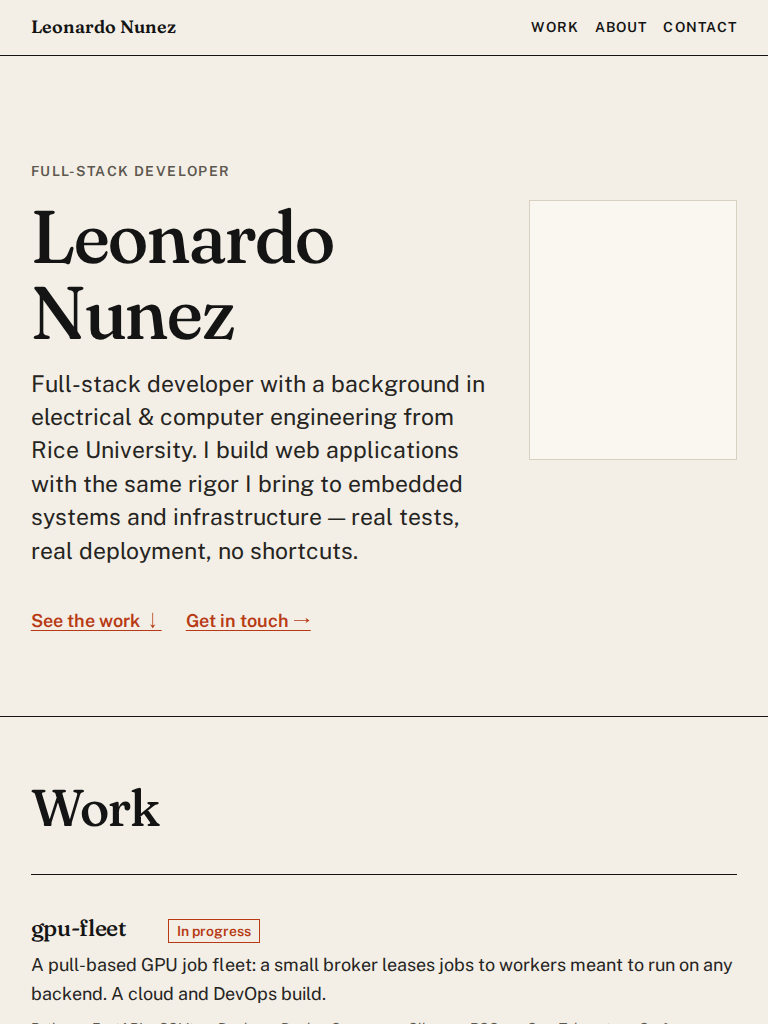 Leonardo Nunez
WORK ABOUT CONTACT
FULL-STACK DEVELOPER
Leonardo
Nunez
Full-stack developer with a background in
electrical & computer engineering from
Rice University. I build web applications
with the same rigor I bring to embedded
systems and infrastructure — real tests,
real deployment, no shortcuts.
See the work ↓ Get in touch →
Work
gpu-fleet In progress
A pull-based GPU job fleet: a small broker leases jobs to workers meant to run on any
backend. A cloud and DevOps build.